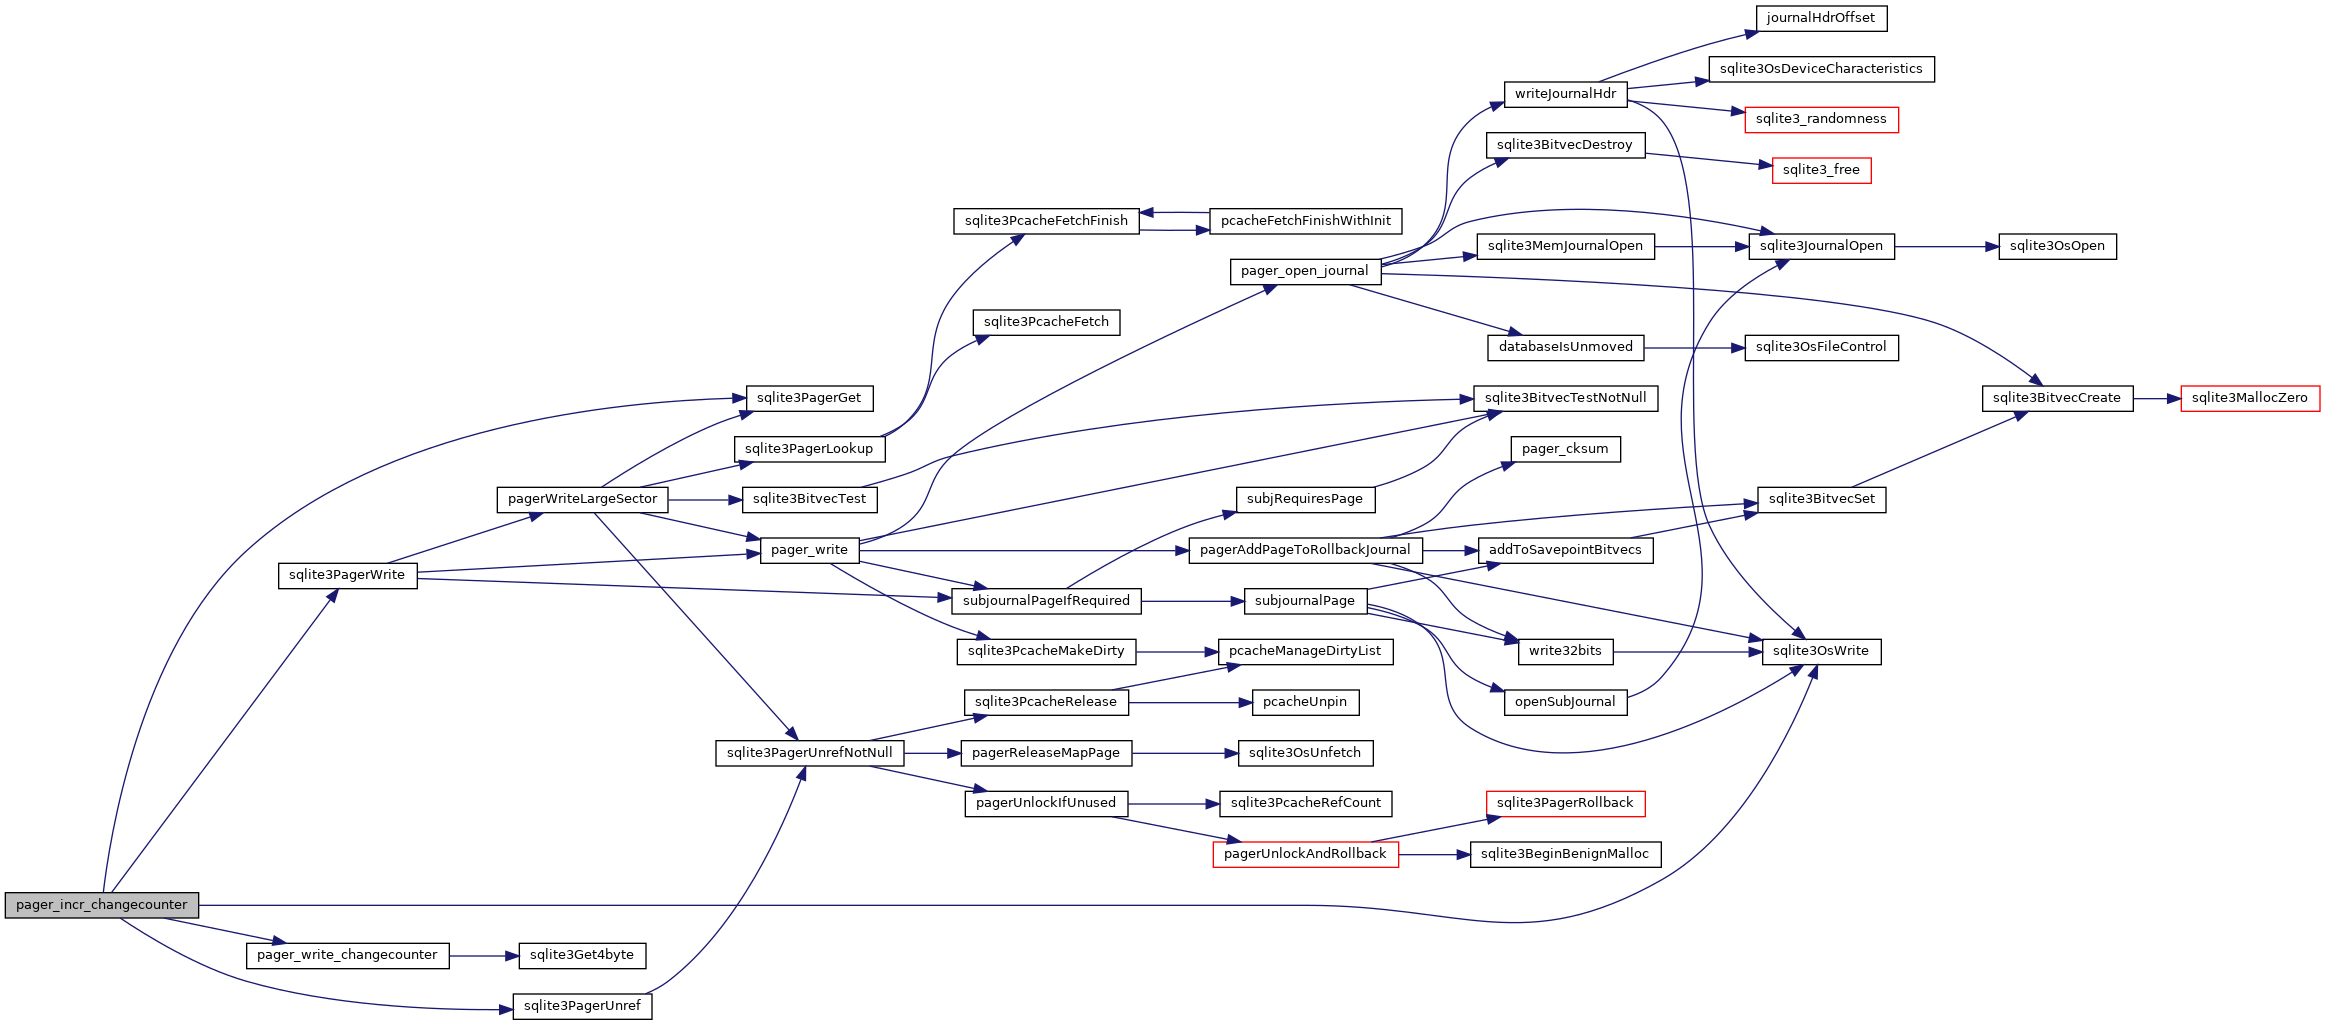 journalHdrOffset
sqlite3OsDeviceCharacteristics
writeJournalHdr
sqlite3_randomness
sqlite3BitvecDestroy
sqlite3_free
sqlite3PcacheFetchFinish
pcacheFetchFinishWithInit
sqlite3MemJournalOpen
sqlite3JournalOpen
sqlite3OsOpen
pager_open_journal
sqlite3PcacheFetch
databaseIsUnmoved
sqlite3OsFileControl
sqlite3PagerGet
sqlite3BitvecTestNotNull
sqlite3BitvecCreate
sqlite3MallocZero
sqlite3PagerLookup
pager_cksum
pagerWriteLargeSector
sqlite3BitvecTest
subjRequiresPage
sqlite3BitvecSet
pager_write
pagerAddPageToRollbackJournal
addToSavepointBitvecs
sqlite3PagerWrite
subjournalPageIfRequired
subjournalPage
sqlite3PcacheMakeDirty
pcacheManageDirtyList
write32bits
sqlite3OsWrite
sqlite3PcacheRelease
pcacheUnpin
openSubJournal
sqlite3PagerUnrefNotNull
pagerReleaseMapPage
sqlite3OsUnfetch
pagerUnlockIfUnused
sqlite3PcacheRefCount
sqlite3PagerRollback
pagerUnlockAndRollback
sqlite3BeginBenignMalloc
pager_incr_changecounter
pager_write_changecounter
sqlite3Get4byte
sqlite3PagerUnref